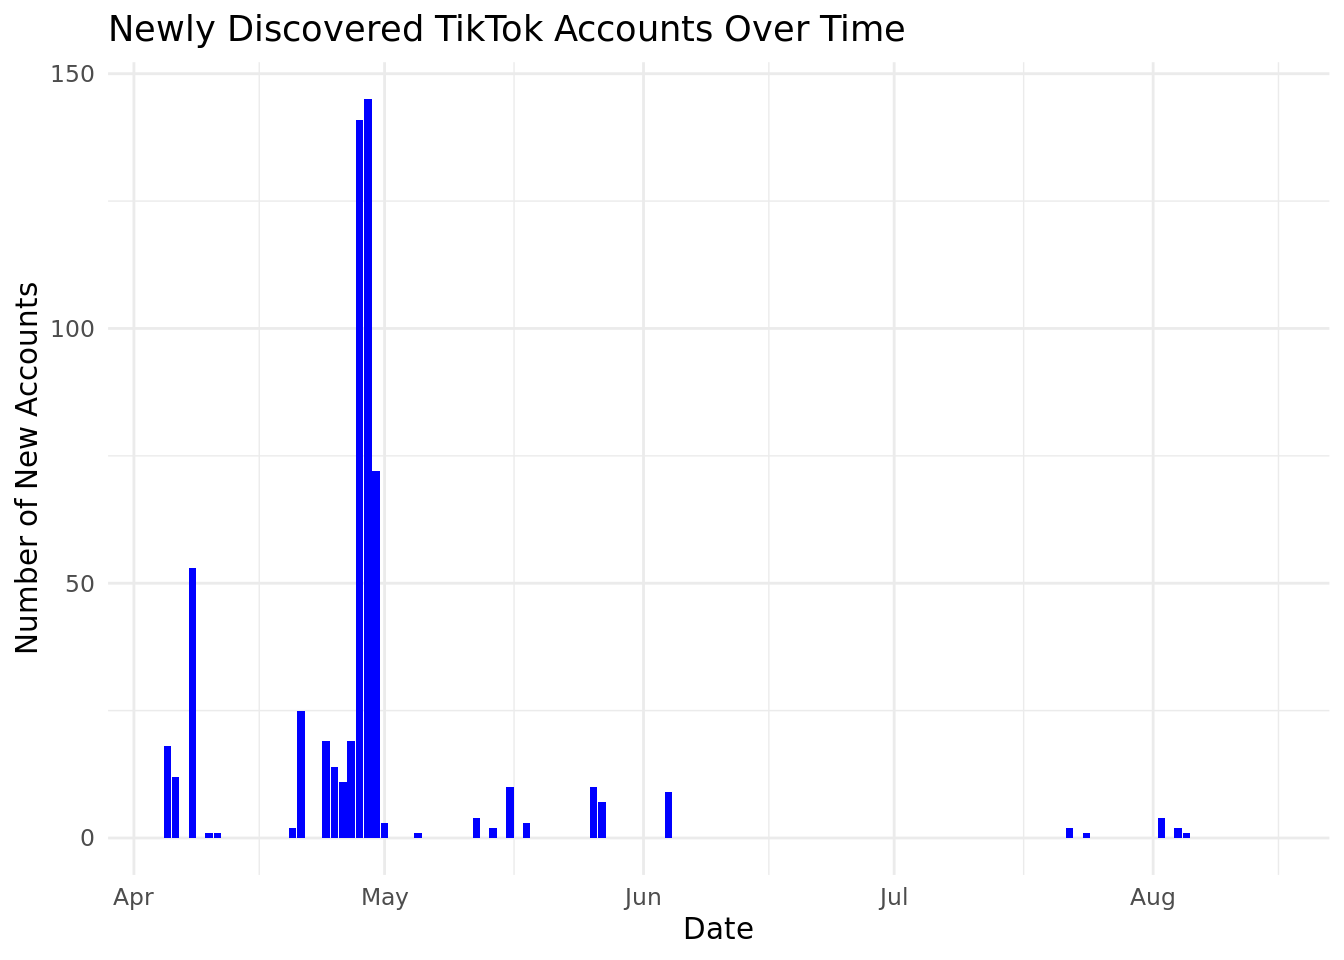 Newly Discovered TikTok Accounts Over Time
Number of New Accounts
150
100
50
0
Apr
May
Jun
Jul
Aug
Date